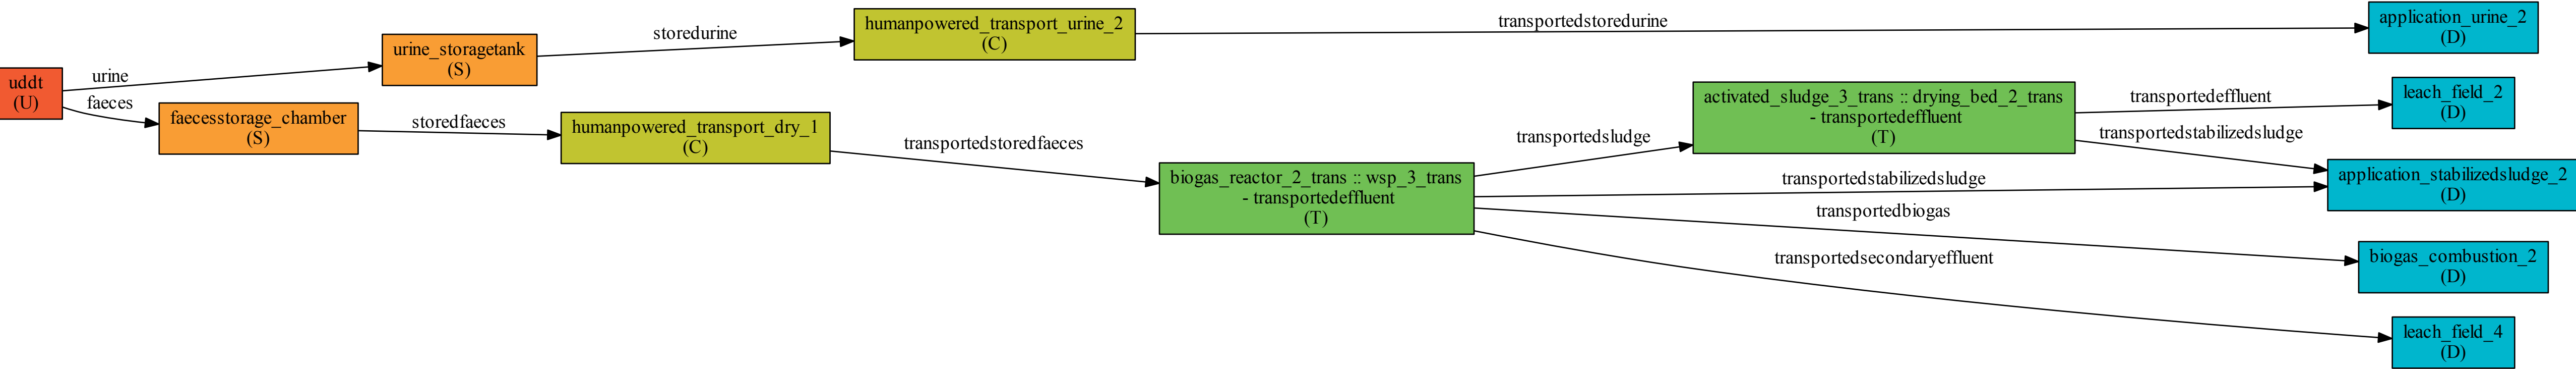 uddt
(U)
urine
faeces
urine_storagetank
(S)
faecesstorage_chamber
(S)
storedurine
storedfaeces
humanpowered_transport_urine_2
(C)
humanpowered_transport_dry_1
(C)
transportedstoredurine
transportedstoredfaeces
biogas_reactor_2_trans :: wsp_3_trans
- transportedeffluent
(T)
transportedsludge
transportedstabilizedsludge
transportedbiogas
transportedsecondaryeffluent
activated_sludge_3_trans :: drying_bed_2_trans
- transportedeffluent
(T)
transportedeffluent
transportedstabilizedsludge
application_urine_2
(D)
leach_field_2
(D)
application_stabilizedsludge_2
(D)
biogas_combustion_2
(D)
leach_field_4
(D)